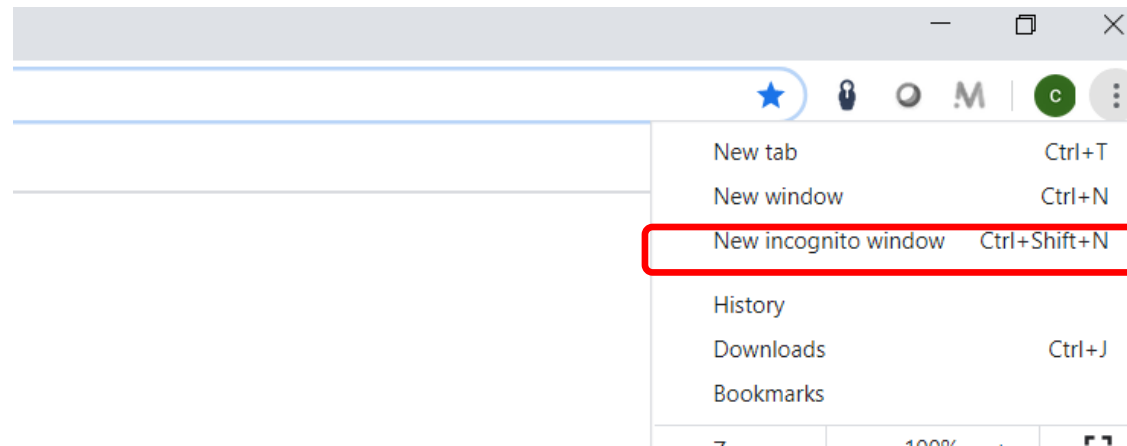 C
New tab Ctrl+T
New window Ctrl+N
New incognito window Ctrl+Shift+N
History
Downloads Ctrl+J
Bookmarks